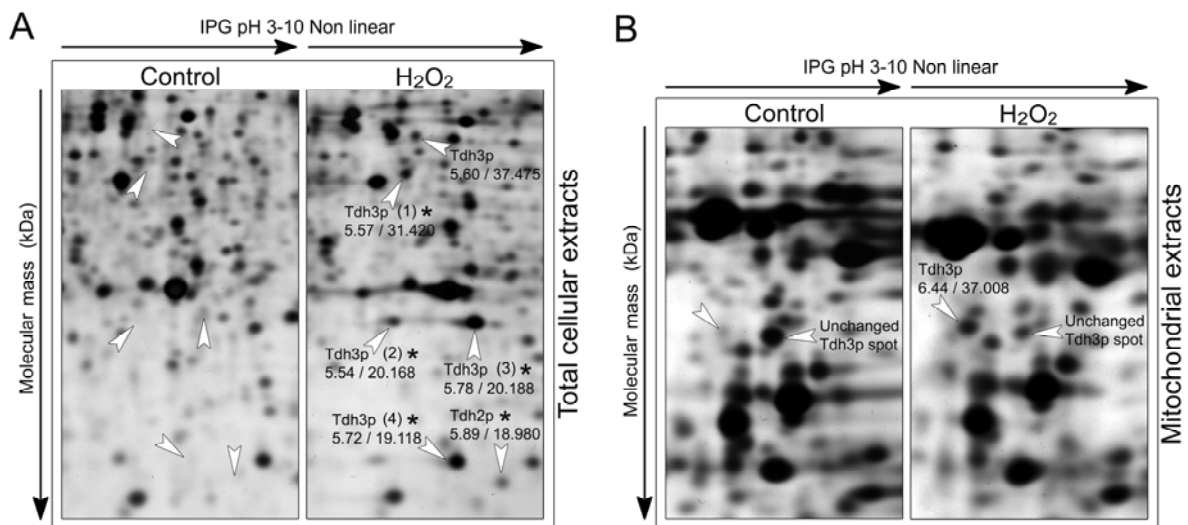 A
IPG pH 3-10 Non linear
Control
H2O2
Molecular mass (kDa)
Tdh3p
5.60 / 37.475
Tdh3p (1) *
5.57 / 31.420
Tdh3p (2) *
5.54 / 20.168
Tdh3p (3) *
5.78 / 20.188
Tdh3p (4) *
5.72 / 19.118
Tdh2p *
5.89 / 18.980
Total cellular extracts
B
IPG pH 3-10 Non linear
Control
H2O2
Molecular mass (kDa)
Unchanged
Tdh3p spot
Tdh3p
6.44 / 37.008
Unchanged
Tdh3p spot
Mitochondrial extracts